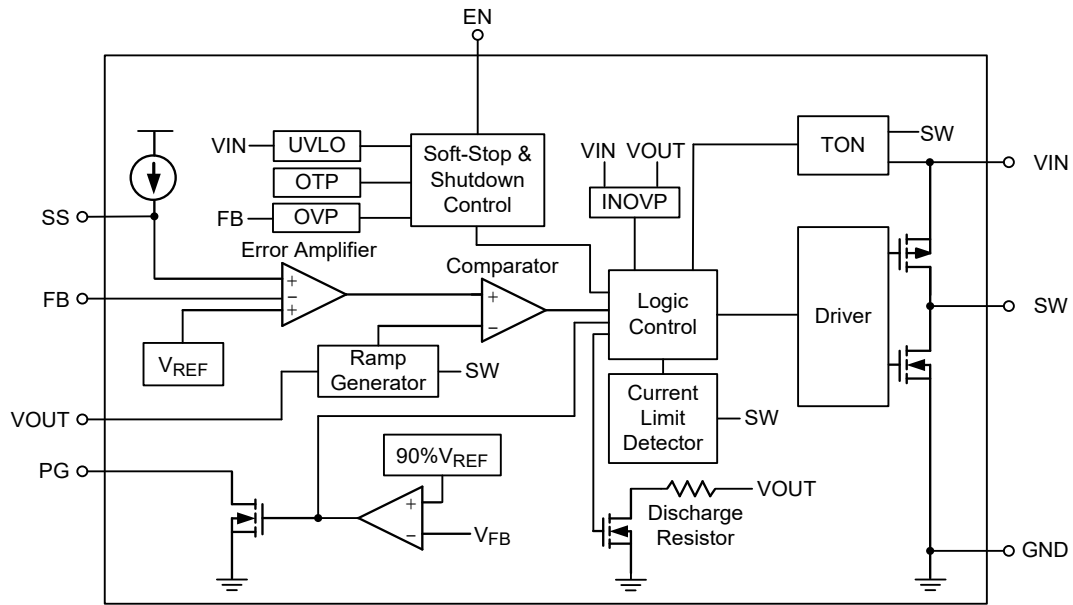 EN
VIN
UVLO
OTP
FB
OVP
Soft-Stop &
Shutdown
Control
VIN
VOUT
INOVP
TON
SW
VIN
SS
Error Amplifier
+
−
+
FB
VREF
Comparator
+
−
Ramp
Generator
SW
Logic
Control
Driver
SW
Current
Limit
Detector
SW
VOUT
PG
90%VREF
+
−
VFB
VOUT
Discharge
Resistor
GND